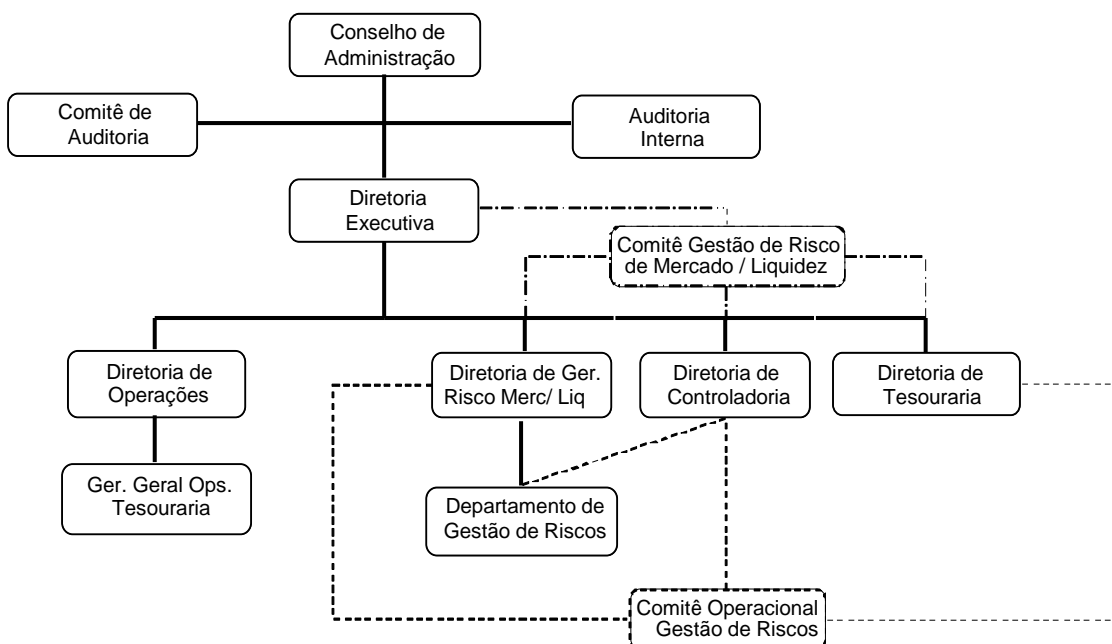 Conselho de
Administração
Comitê de
Auditoria
Auditoria
Interna
Diretoria
Executiva
Comitê Gestão de Risco
de Mercado / Liquidez
Diretoria de
Operações
Diretoria de Ger.
Risco Merc/ Liq
Diretoria de
Controladoria
Diretoria de
Tesouraria
Ger. Geral Ops.
Tesouraria
Departamento de
Gestão de Riscos
Comitê Operacional
Gestão de Riscos